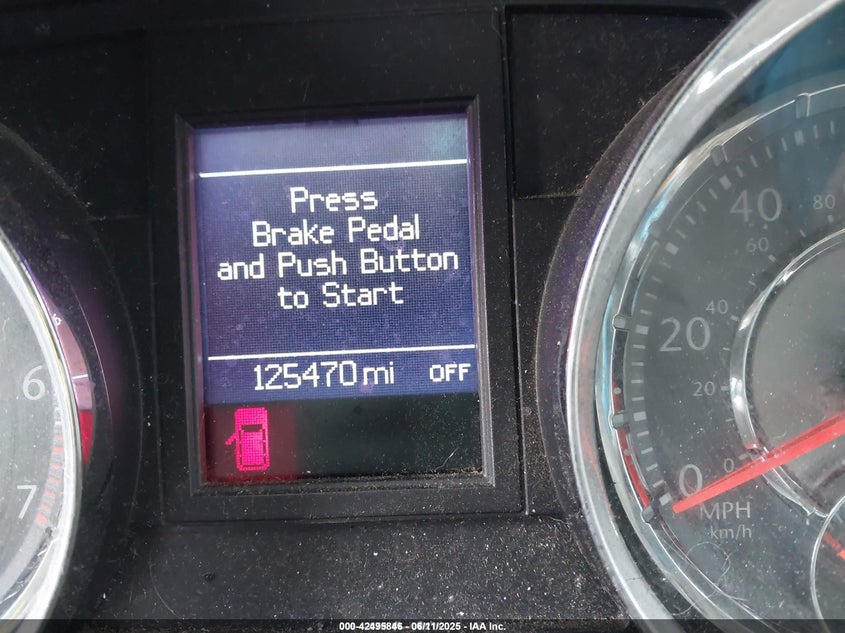 Press
Brake Pedal
and Push Button
to Start
125470 mi OFF
6
7
40
80
60
20
40
20
0
0
MPH
km/h
000-42495846 - 06/11/2025 - IAA Inc.